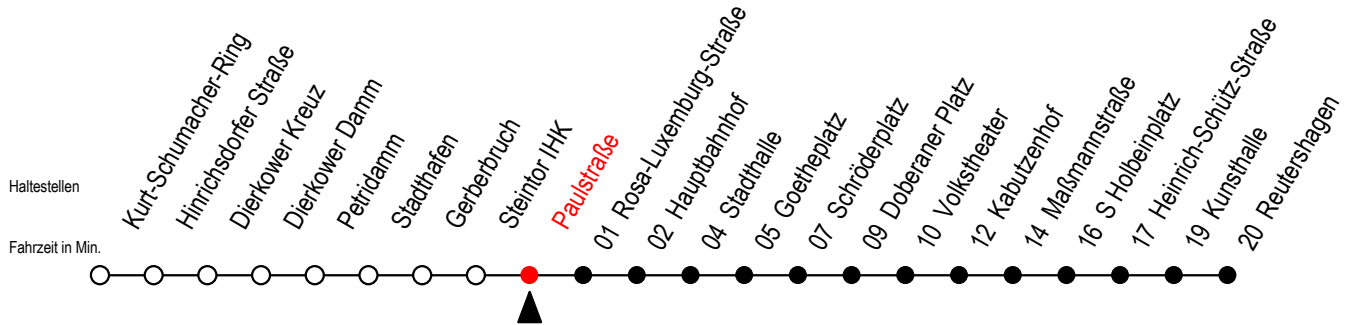 Haltestellen
Fahrzeit in Min.
Kurt-Schumacher-Ring
Hinrichsdorfer Straße
Dierkower Kreuz
Dierkower Damm
Petridamm
Stadthafen
Gerberbruch
Steintor IHK
Paulstraße
01 Rosa-Luxemburg-Straße
02 Hauptbahnhof
04 Stadthalle
05 Goetheplatz
07 Schröderplatz
09 Doberaner Platz
10 Volkstheater
12 Kabutzenhof
14 Maßmannstraße
16 S Holbeinplatz
17 Heinrich-Schütz-Straße
19 Kunsthalle
20 Reutershagen